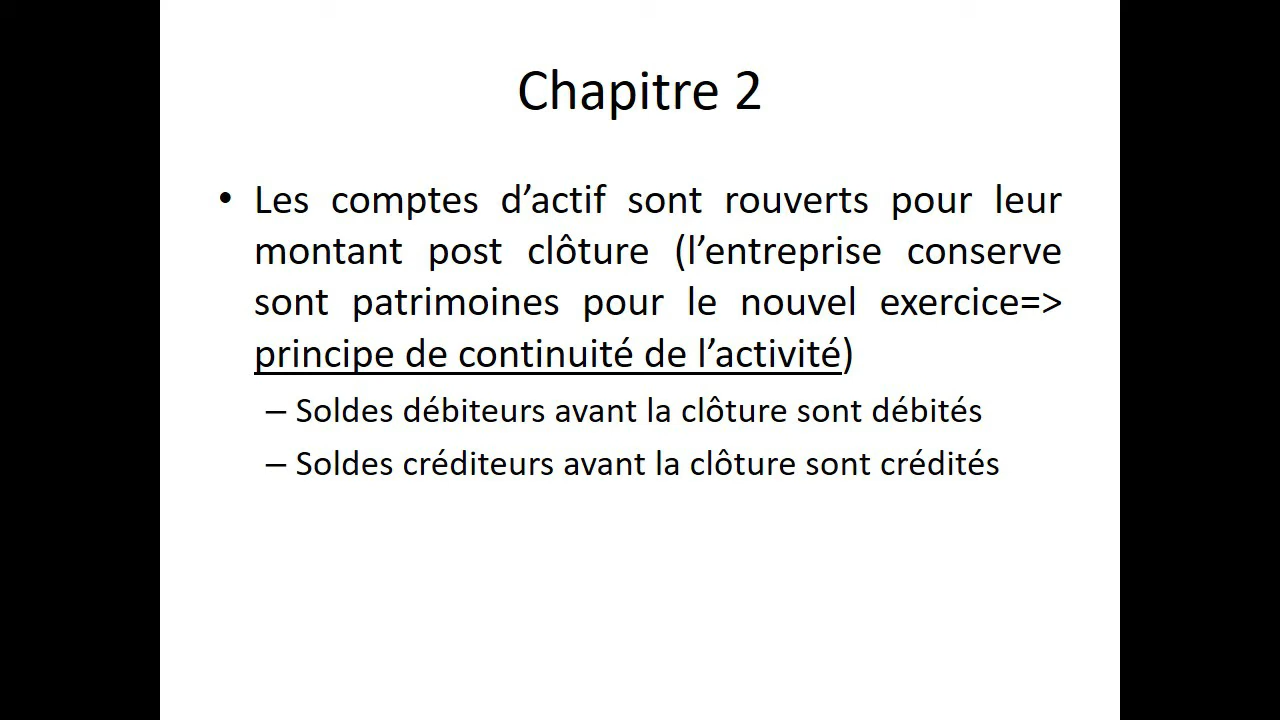 Chapitre 2
• Les comptes d’actif sont rouverts pour leur
montant post clôture (l’entreprise conserve
sont patrimoines pour le nouvel exercice=>
principe de continuité de l’activité)
– Soldes débiteurs avant la clôture sont débités
– Soldes créditeurs avant la clôture sont crédités